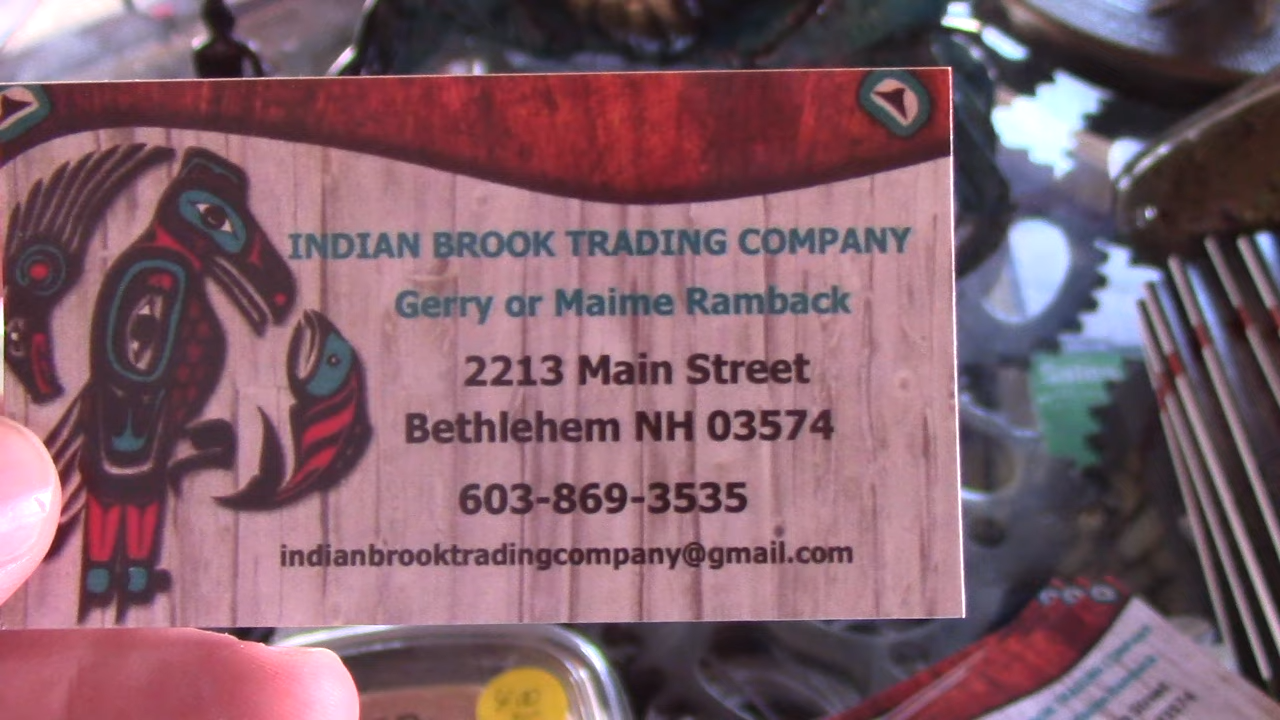 INDIAN BROOK TRADING COMPANY
Gerry or Maime Ramback
2213 Main Street
Bethlehem NH 03574
603-869-3535
indianbrooktradingcompany@gmail.com